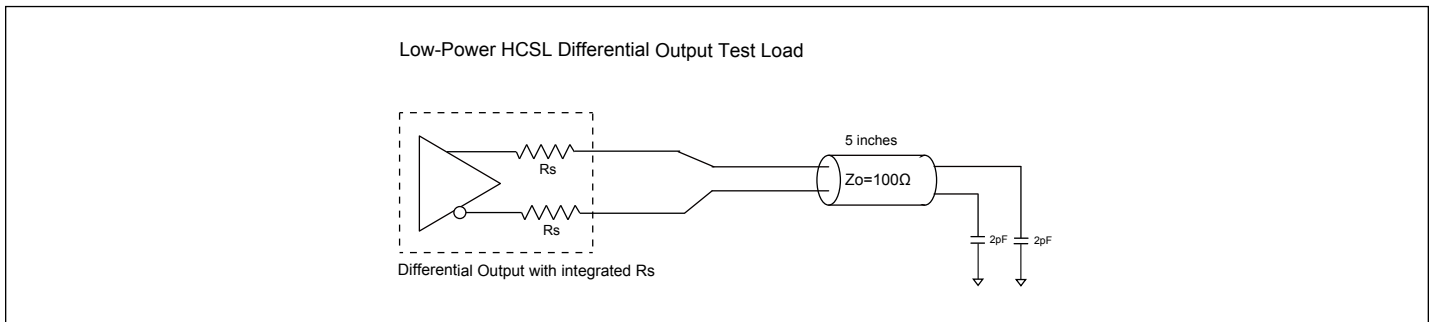 Low-Power HCSL Differential Output Test Load
5 inches
Rs
Zo=100Ω
Rs
2pF
2pF
Differential Output with integrated Rs